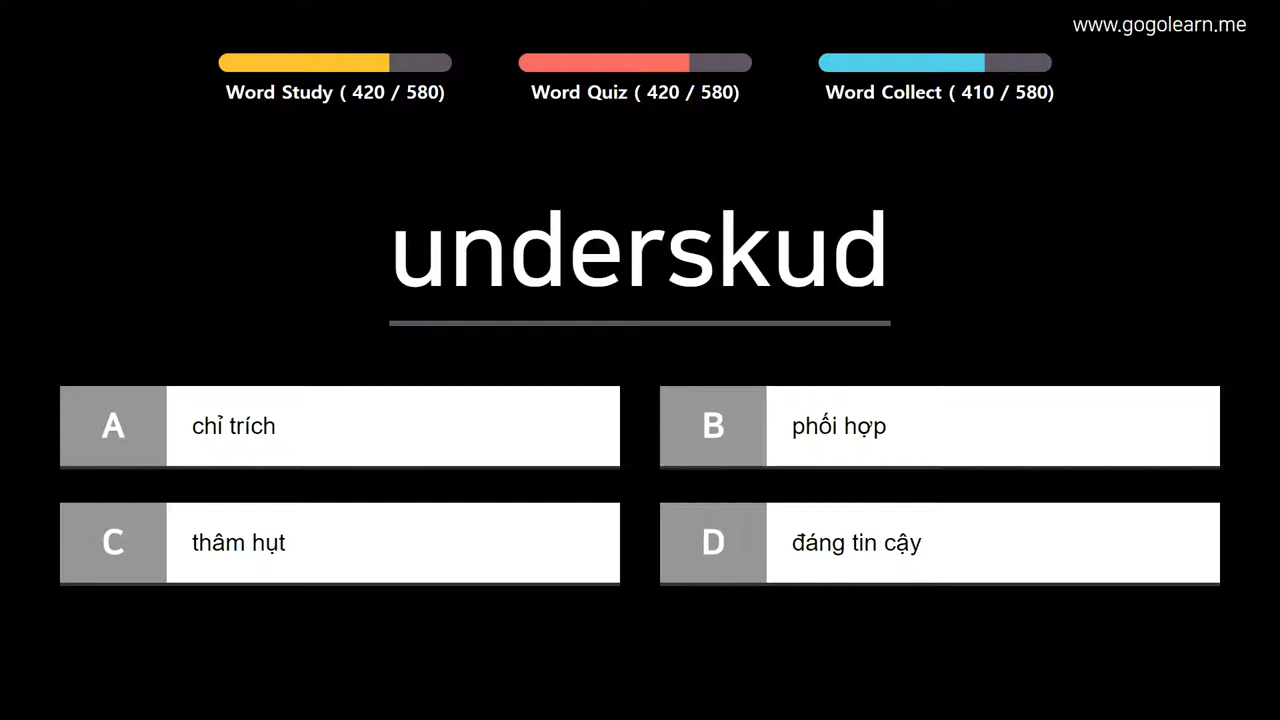 www.gogolearn.me
Word Study ( 420 / 580)
Word Quiz ( 420 / 580)
Word Collect ( 410 / 580)
underskud
A chỉ trích
B phối hợp
C thâm hụt
D đáng tin cậy